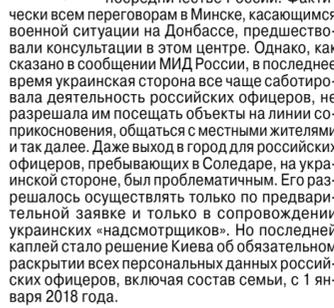 посредничестве России. Факти-
чески всем переговорам в Минске, касающимся
военной ситуации на Донбассе, предшество-
вали консультации в этом центре. Однако, как
сказано в сообщении МИД России, в последнее
время украинская сторона все чаще саботиро-
вала деятельность российских офицеров, не
разрешала им посещать объекты на линии со-
прикосновения, общаться с местными жителями
и так далее. Даже выход в город для российских
офицеров, пребывающих в Соледаре, на укра-
инской стороне, был проблематичным. Его раз-
решалось осуществлять только по предвари-
тельной заявке и только в сопровождении
украинских «надсмотрщиков». Но последней
каплей стало решение Киева об обязательном
раскрытии всех персональных данных россий-
ских офицеров, включая состав семьи, с 1 ян-
варя 2018 года.